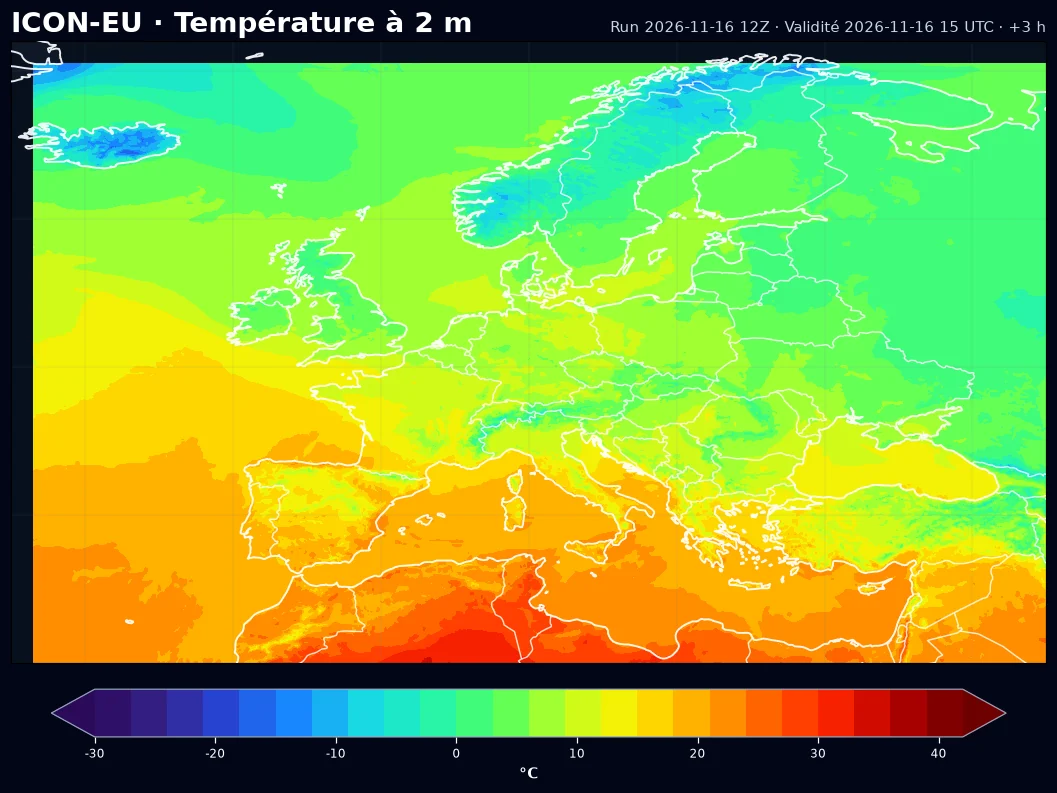 ICON-EU · Température à 2 m
Run 2026-11-16 12Z · Validité 2026-11-16 15 UTC · +3 h
-30 -20 -10 0 10 20 30 40
°C